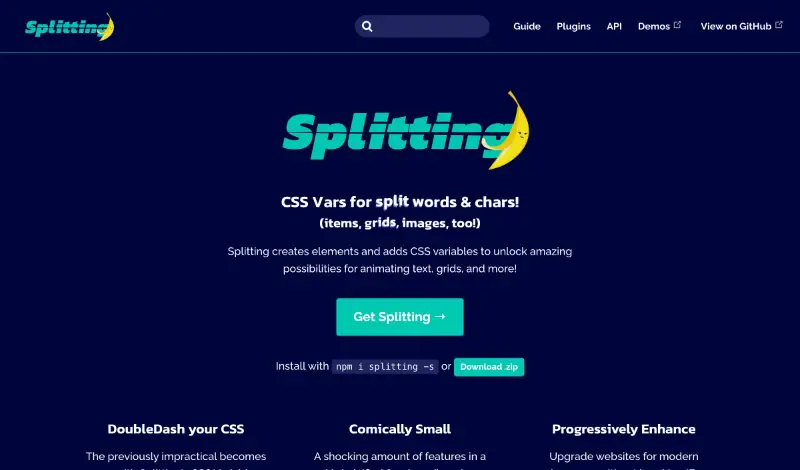 Splitting
Guide Plugins API Demos View on GitHub
Splitting
CSS Vars for split words & chars!
(items, grids, images, too!)
Splitting creates elements and adds CSS variables to unlock amazing
possibilities for animating text, grids, and more!
Get Splitting →
Install with npm i splitting -s or Download .zip
DoubleDash your CSS
The previously impractical becomes
Comically Small
A shocking amount of features in a
Progressively Enhance
Upgrade websites for modern